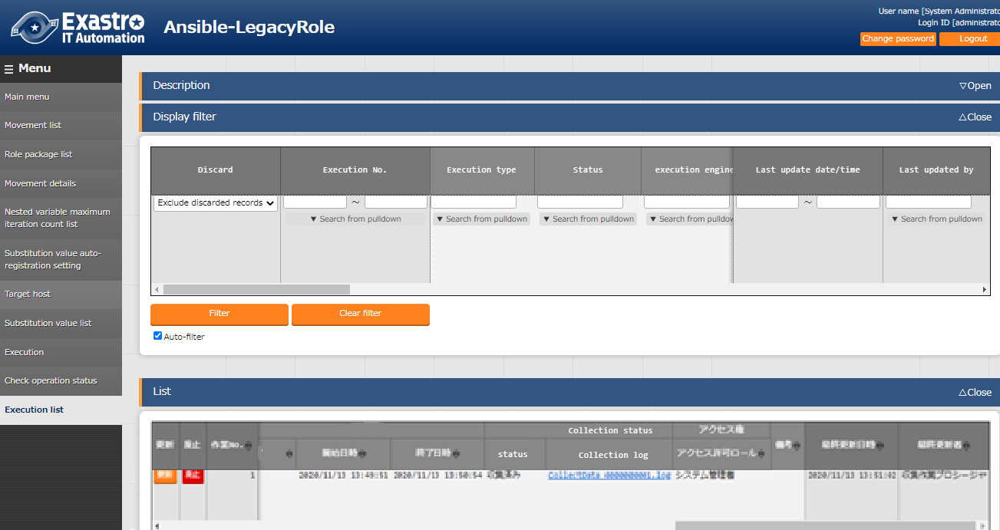 Exastro
IT Automation
Ansible-LegacyRole
User name [System Administrato
Login ID [administrato
Change password
Logout
Menu
Main menu
Movement list
Role package list
Movement details
Nested variable maximum
iteration count list
Substitution value auto-
registration setting
Target host
Substitution value list
Execution
Check operation status
Execution list
Description
▽Open
Display filter
△Close
Discard Execution No. Execution type Status execution engine Last update date/time Last updated by
Exclude discarded records ~ ~
▼ Search from pulldown ▼ Search from pulldown ▼ Search from pulldown ▼ Search from pulldow ▼ Search from pulldown
Filter Clear filter
Auto-filter
List
△Close
Collection status アクセス権
更新 廃止 作業No. 開始日時 終了日時 status Collection log アクセス許可ロール 備考 最終更新日時 最終更新者
更新 廃止 1 2020/11/13 13:49:51 2020/11/13 13:50:54 収集済み CollectData_0000000001.log システム管理者 2020/11/13 13:51:02 収集作業プロシージャ